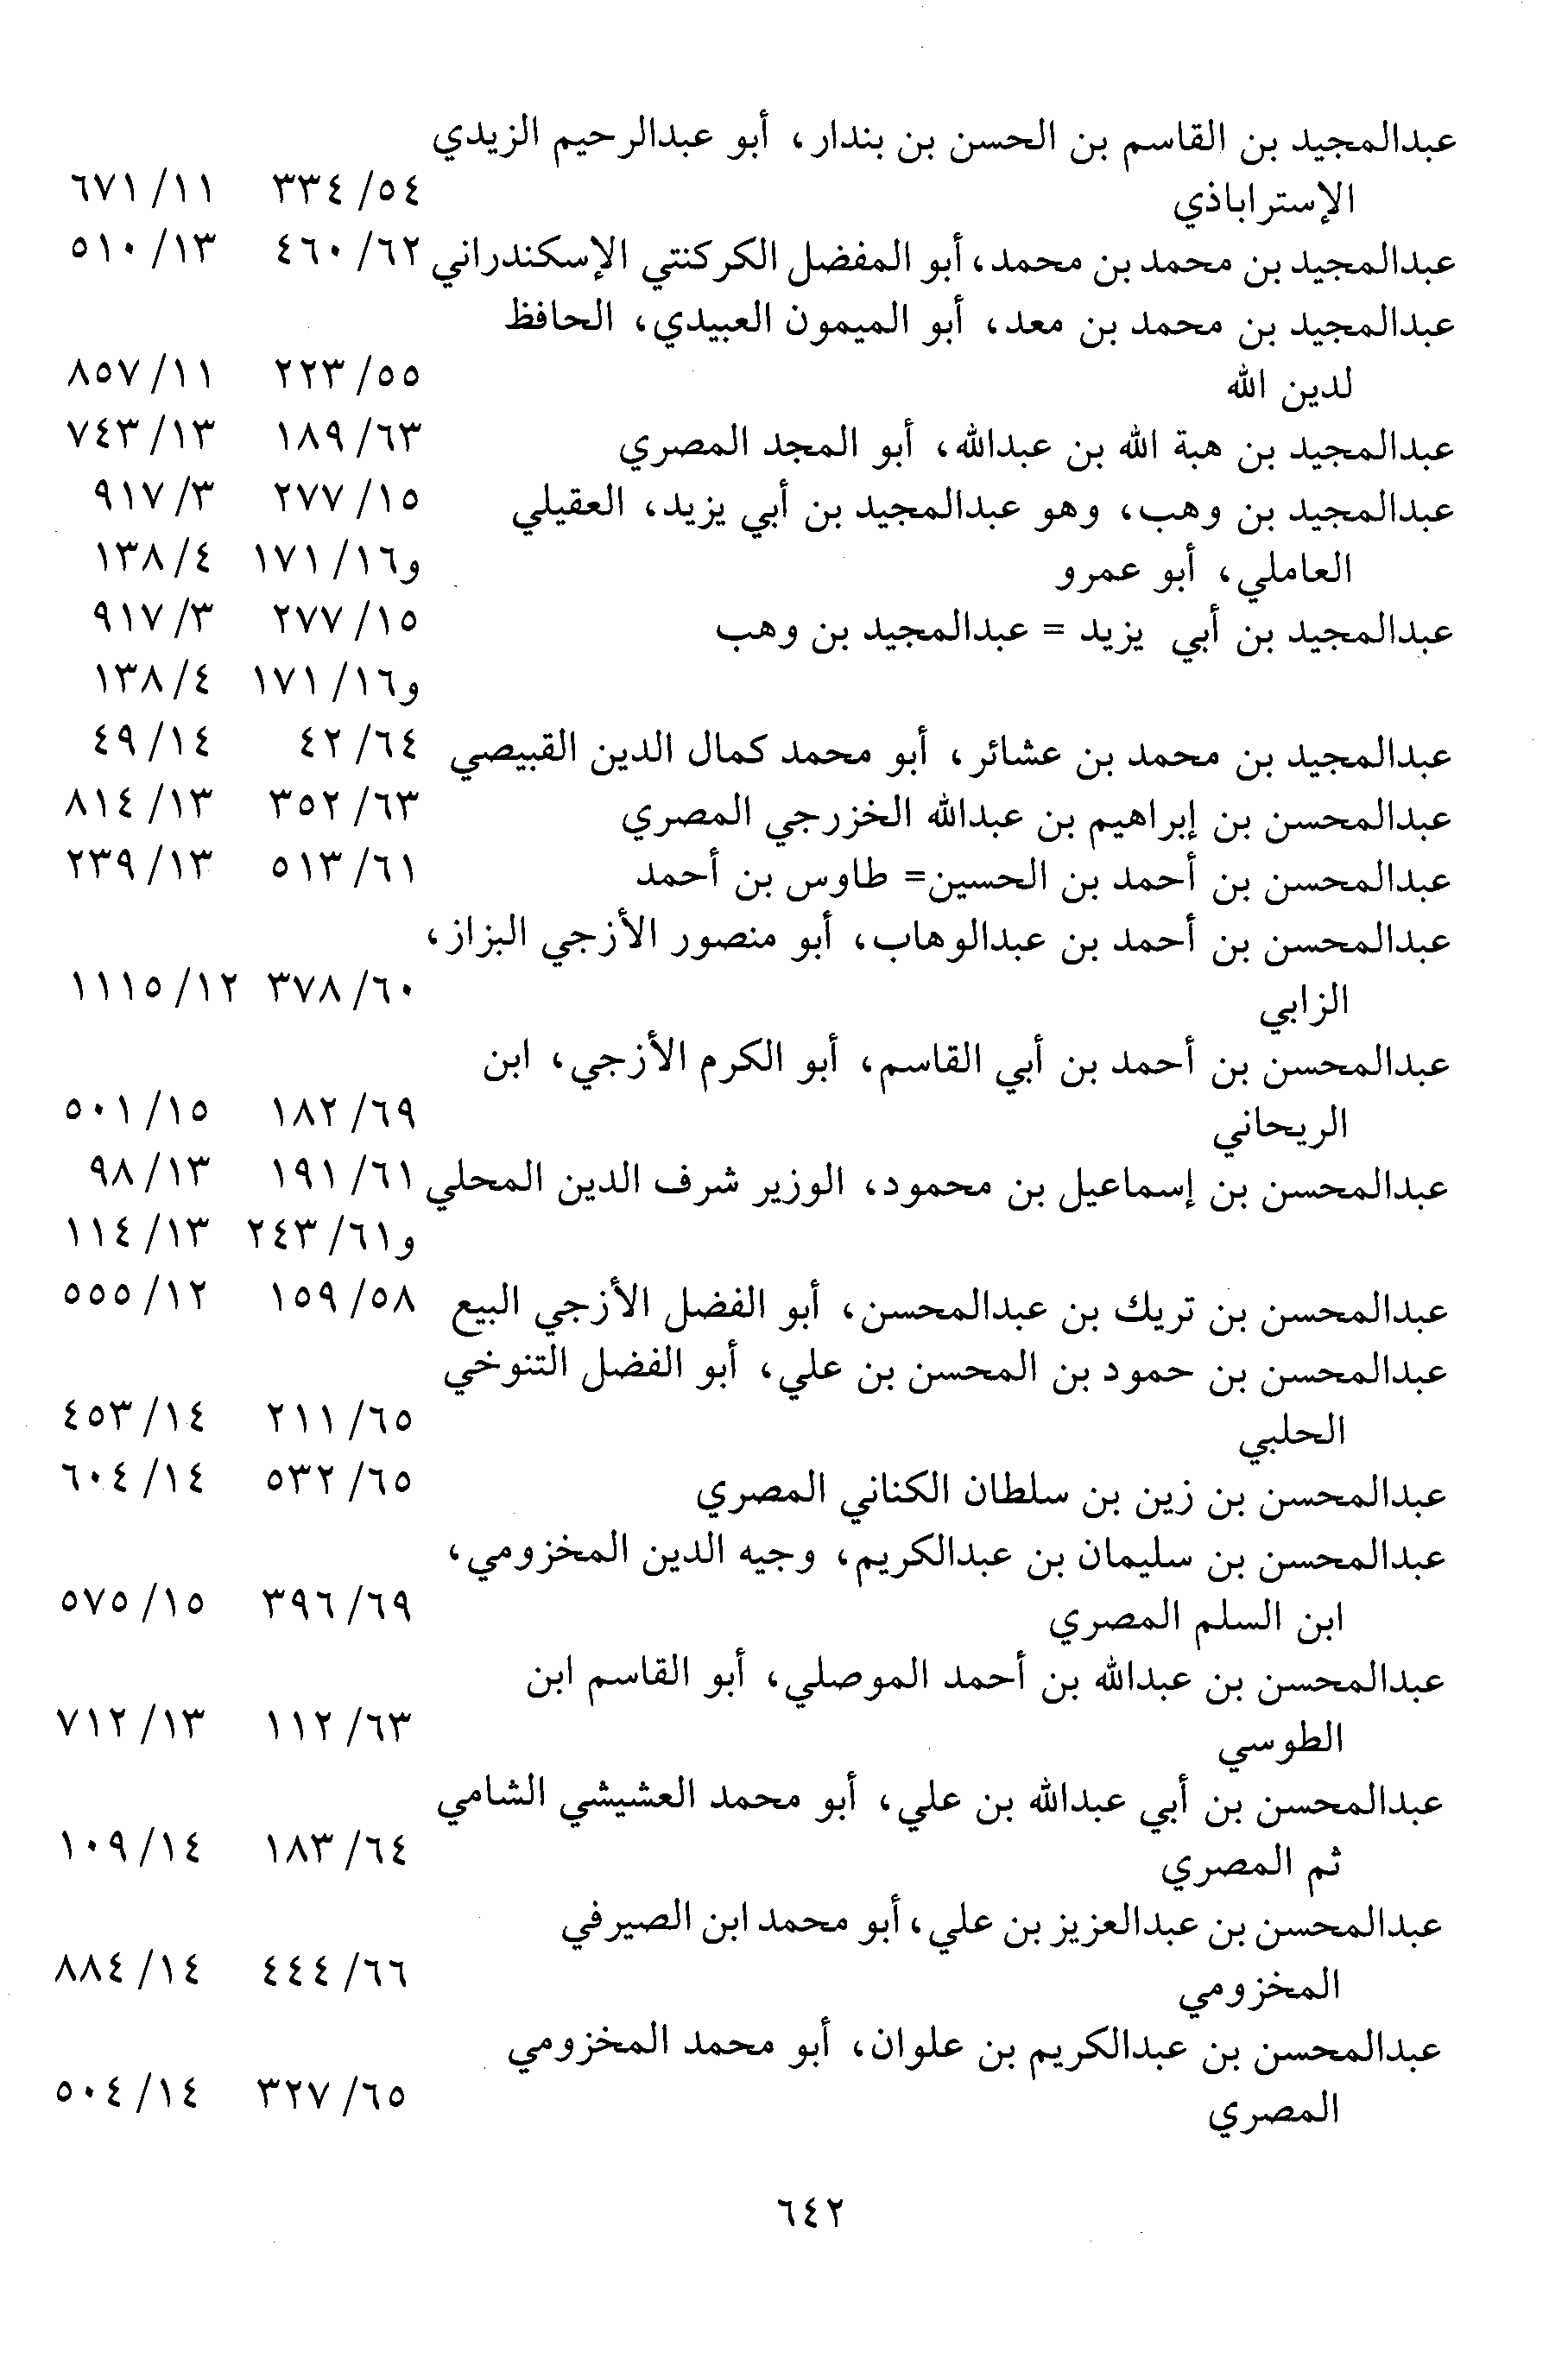 عبدالمجيد بن القاسم بن الحسن بن بندار، أبو عبدالرحيم الزيدي
الإستراباذي ٥٤/ ٣٣٤ ١١/ ٦٧١
عبدالمجيد بن محمد بن محمد، أبو المفضل الكركنتي الإسكندراني ٦٢/ ٤٦٠ ١٣/ ٥١٠
عبدالمجيد بن محمد بن معد، أبو الميمون العبيدي، الحافظ
لدين الله ٥٥/ ٢٢٣ ١١/ ٨٥٧
عبدالمجيد بن هبة الله بن عبدالله، أبو المجد المصري ٦٣/ ١٨٩ ١٣/ ٧٤٣
عبدالمجيد بن وهب، وهو عبدالمجيد بن أبي يزيد، العقيلي ١٥/ ٢٧٧ ٣/ ٩١٧
العاملي، أبو عمرو و١٦/ ١٧١ ٤/ ١٣٨
عبدالمجيد بن أبي يزيد = عبدالمجيد بن وهب ١٥/ ٢٧٧ ٣/ ٩١٧
و١٦/ ١٧١ ٤/ ١٣٨
عبدالمجيد بن محمد بن عشائر، أبو محمد كمال الدين القبيصي ٦٤/ ٤٢ ١٤/ ٤٩
عبدالمحسن بن إبراهيم بن عبدالله الخزرجي المصري ٦٣/ ٣٥٢ ١٣/ ٨١٤
عبدالمحسن بن أحمد بن الحسين= طاوس بن أحمد ٦١/ ٥١٣ ١٣/ ٢٣٩
عبدالمحسن بن أحمد بن عبدالوهاب، أبو منصور الأزجي البزاز،
الزابي ٦٠/ ٣٧٨ ١٢/ ١١١٥
عبدالمحسن بن أحمد بن أبي القاسم، أبو الكرم الأزجي، ابن
الريحاني ٦٩/ ١٨٢ ١٥/ ٥٠١
عبدالمحسن بن إسماعيل بن محمود، الوزير شرف الدين المحلي ٦١/ ١٩١ ١٣/ ٩٨
و٦١/ ٢٤٣ ١٣/ ١١٤
عبدالمحسن بن تريك بن عبدالمحسن، أبو الفضل الأزجي البيع ٥٨/ ١٥٩ ١٢/ ٥٥٥
عبدالمحسن بن حمود بن المحسن بن علي، أبو الفضل التنوخي
الحلبي ٦٥/ ٢١١ ١٤/ ٤٥٣
عبدالمحسن بن زين بن سلطان الكناني المصري ٦٥/ ٥٣٢ ١٤/ ٦٠٤
عبدالمحسن بن سليمان بن عبدالكريم، وجيه الدين المخزومي،
ابن السلم المصري ٦٩/ ٣٩٦ ١٥/ ٥٧٥
عبدالمحسن بن عبدالله بن أحمد الموصلي، أبو القاسم ابن
الطوسي ٦٣/ ١١٢ ١٣/ ٧١٢
عبدالمحسن بن أبي عبدالله بن علي، أبو محمد العشيشي الشامي
ثم المصري ٦٤/ ١٨٣ ١٤/ ١٠٩
عبدالمحسن بن عبدالعزيز بن علي، أبو محمد ابن الصيرفي
المخزومي ٦٦/ ٤٤٤ ١٤/ ٨٨٤
عبدالمحسن بن عبدالكريم بن علوان، أبو محمد المخزومي
المصري ٦٥/ ٣٢٧ ١٤/ ٥٠٤
٦٤٢